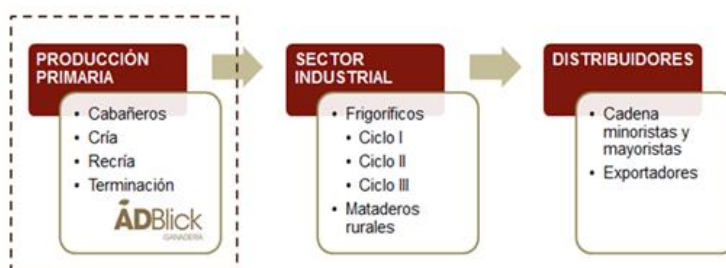 PRODUCCIÓN
PRIMARIA
• Cabañeros
• Cría
• Recría
• Terminación
ADBlick
GANADERÍA
SECTOR
INDUSTRIAL
• Frigoríficos
• Ciclo I
• Ciclo II
• Ciclo III
• Mataderos
rurales
DISTRIBUIDORES
• Cadena
minoristas y
mayoristas
• Exportadores